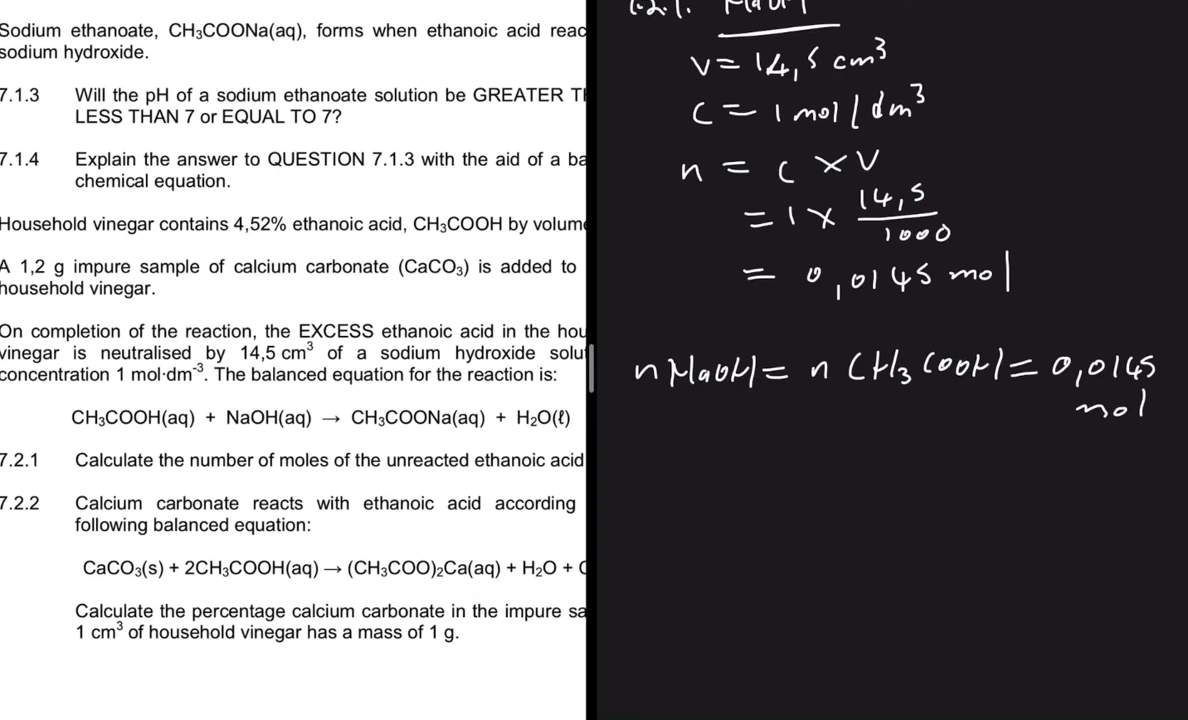 Sodium ethanoate, CH₃COONa(aq), forms when ethanoic acid reac
sodium hydroxide.
7.1.3 Will the pH of a sodium ethanoate solution be GREATER TH
LESS THAN 7 or EQUAL TO 7?
7.1.4 Explain the answer to QUESTION 7.1.3 with the aid of a ba
chemical equation.
Household vinegar contains 4,52% ethanoic acid, CH₃COOH by volume
A 1,2 g impure sample of calcium carbonate (CaCO₃) is added to
household vinegar.
On completion of the reaction, the EXCESS ethanoic acid in the hou
vinegar is neutralised by 14,5 cm³ of a sodium hydroxide solu
concentration 1 mol·dm⁻³. The balanced equation for the reaction is:
CH₃COOH(aq) + NaOH(aq) → CH₃COONa(aq) + H₂O(ℓ)
7.2.1 Calculate the number of moles of the unreacted ethanoic acid
7.2.2 Calcium carbonate reacts with ethanoic acid according
following balanced equation:
CaCO₃(s) + 2CH₃COOH(aq) → (CH₃COO)₂Ca(aq) + H₂O + C
Calculate the percentage calcium carbonate in the impure sa
1 cm³ of household vinegar has a mass of 1 g.
7.2.1. NaOH
V = 14,5 cm³
C = 1 mol/dm³
n = C × V
= 1 × 14,5/1000
= 0,0145 mol
n NaOH = n CH₃COOH = 0,0145
mol